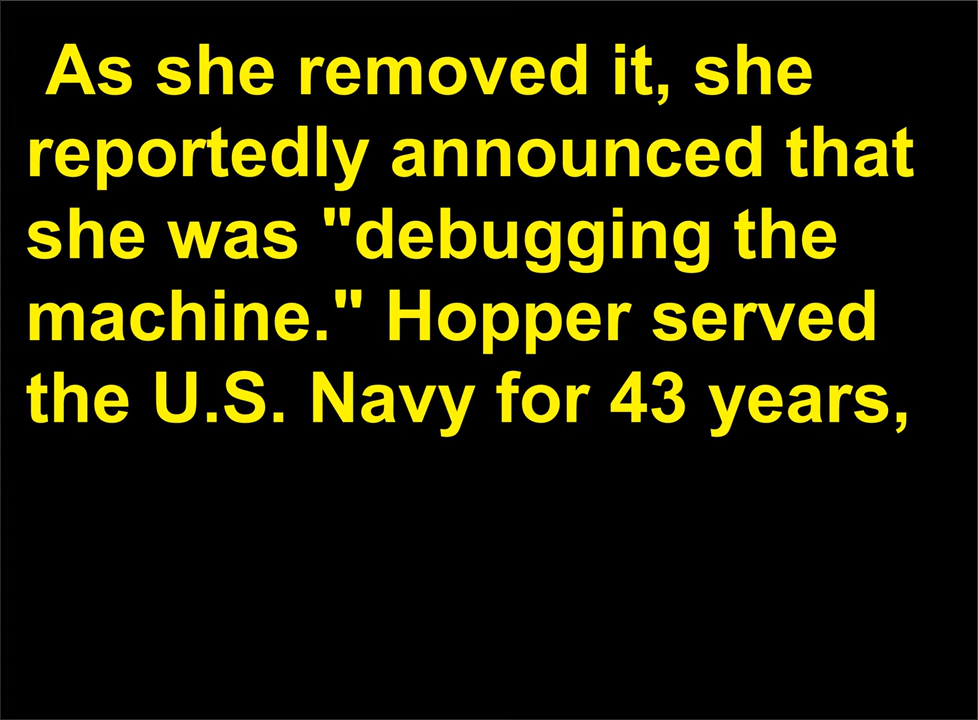 As she removed it, she
reportedly announced that
she was "debugging the
machine." Hopper served
the U.S. Navy for 43 years,